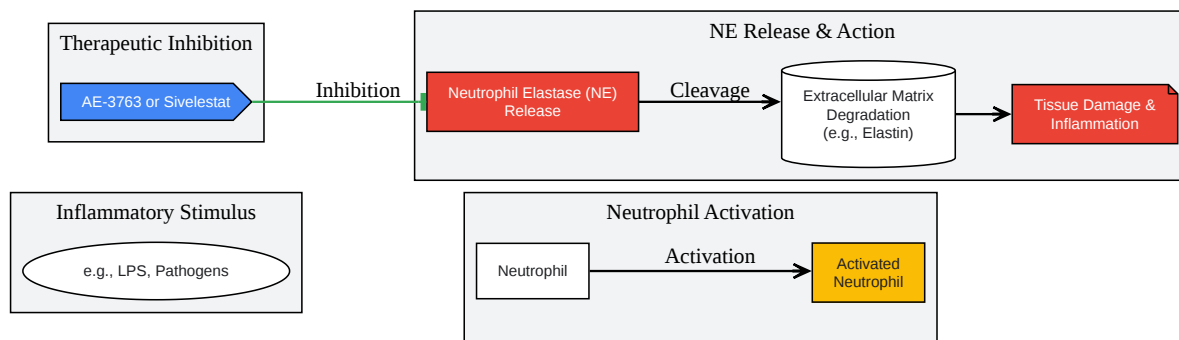 Therapeutic Inhibition
AE-3763 or Sivelestat
Inhibition
NE Release & Action
Neutrophil Elastase (NE)
Release
Cleavage
Extracellular Matrix
Degradation
(e.g., Elastin)
Tissue Damage &
Inflammation
Inflammatory Stimulus
e.g., LPS, Pathogens
Neutrophil Activation
Neutrophil
Activation
Activated
Neutrophil